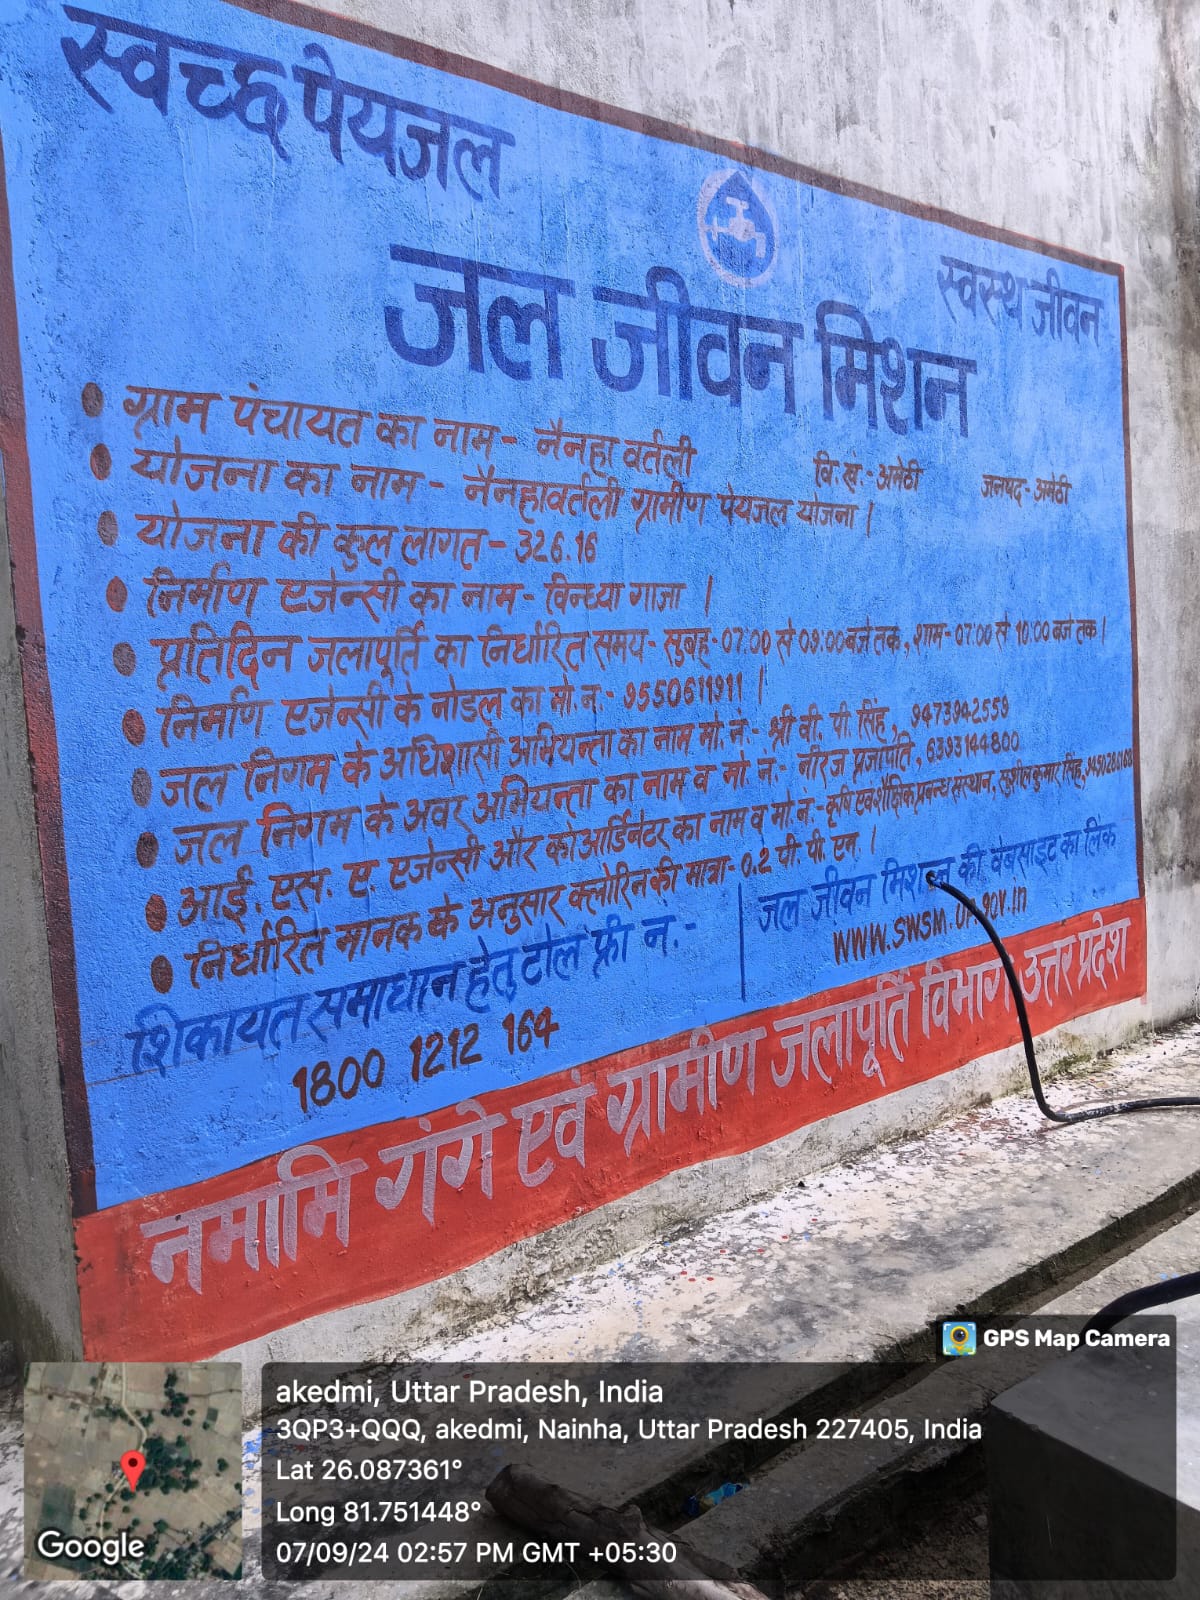 स्वच्छ पेयजल
स्वस्थ जीवन
जल जीवन मिशन
ग्राम पंचायत का नाम - नैनहा वर्तली वि. ख. - अमेठी जनपद - अमेठी
योजना का नाम - नैनहावर्तली ग्रामीण पेयजल योजना |
योजना की कुल लागत - 326.16
निर्माण एजेन्सी का नाम - विन्ध्या गाजा |
प्रतिदिन जलापूर्ति का निर्धारित समय - सुबह - 07.00 से 09.00 बजे तक, शाम - 07:00 से 10:00 बजे तक |
निर्माण एजेन्सी के नोडल का मो. न. - 9550611911 |
जल निगम के अधिशासी अभियन्ता का नाम मो. नं. - श्री वी. पी. सिंह, 9473942559
जल निगम के अवर अभियन्ता का नाम व मो. नं. - नीरज प्रजापति, 6393144800
आई. एस. ए. एजेन्सी और कोआर्डिनेटर का नाम व मो. नं. - कृषि एवं शैक्षिक प्रबन्ध संस्थान, सुशील कुमार सिंह,
निर्धारित मानक के अनुसार क्लोरिन की मात्रा - 0.2 पी. पी. एन. |
शिकायत समाधान हेतु टोल फ्री न. -
1800 1212 164
जल जीवन मिशन की वेबसाइट का लिंक
WWW.SWSM.UP.gov.in
नमामि गंगे एवं ग्रामीण जलापूर्ति विभाग उत्तर प्रदेश
GPS Map Camera
akedmi, Uttar Pradesh, India
3QP3+QQQ, akedmi, Nainha, Uttar Pradesh 227405, India
Lat 26.087361°
Long 81.751448°
07/09/24 02:57 PM GMT +05:30
Google